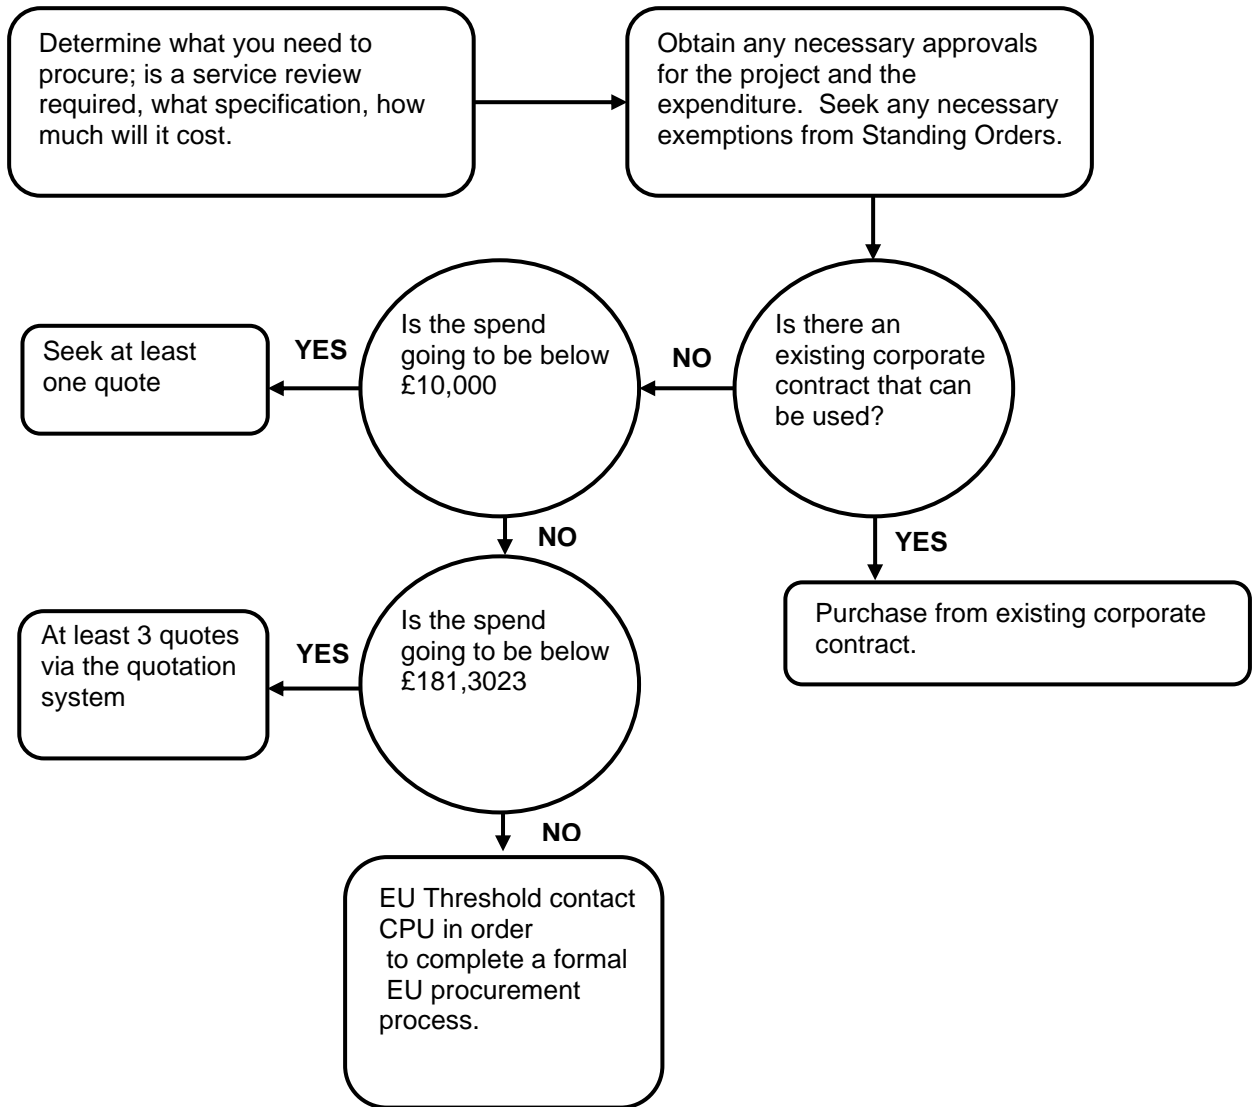 Determine what you need to
procure; is a service review
required, what specification, how
much will it cost.
Obtain any necessary approvals
for the project and the
expenditure.  Seek any necessary
exemptions from Standing Orders.
Is there an
existing corporate
contract that can
be used?
NO
Is the spend
going to be below
£10,000
YES
Seek at least
one quote
YES
Purchase from existing corporate
contract.
NO
Is the spend
going to be below
£181,3023
YES
At least 3 quotes
via the quotation
system
NO
EU Threshold contact
CPU in order
to complete a formal
EU procurement
process.